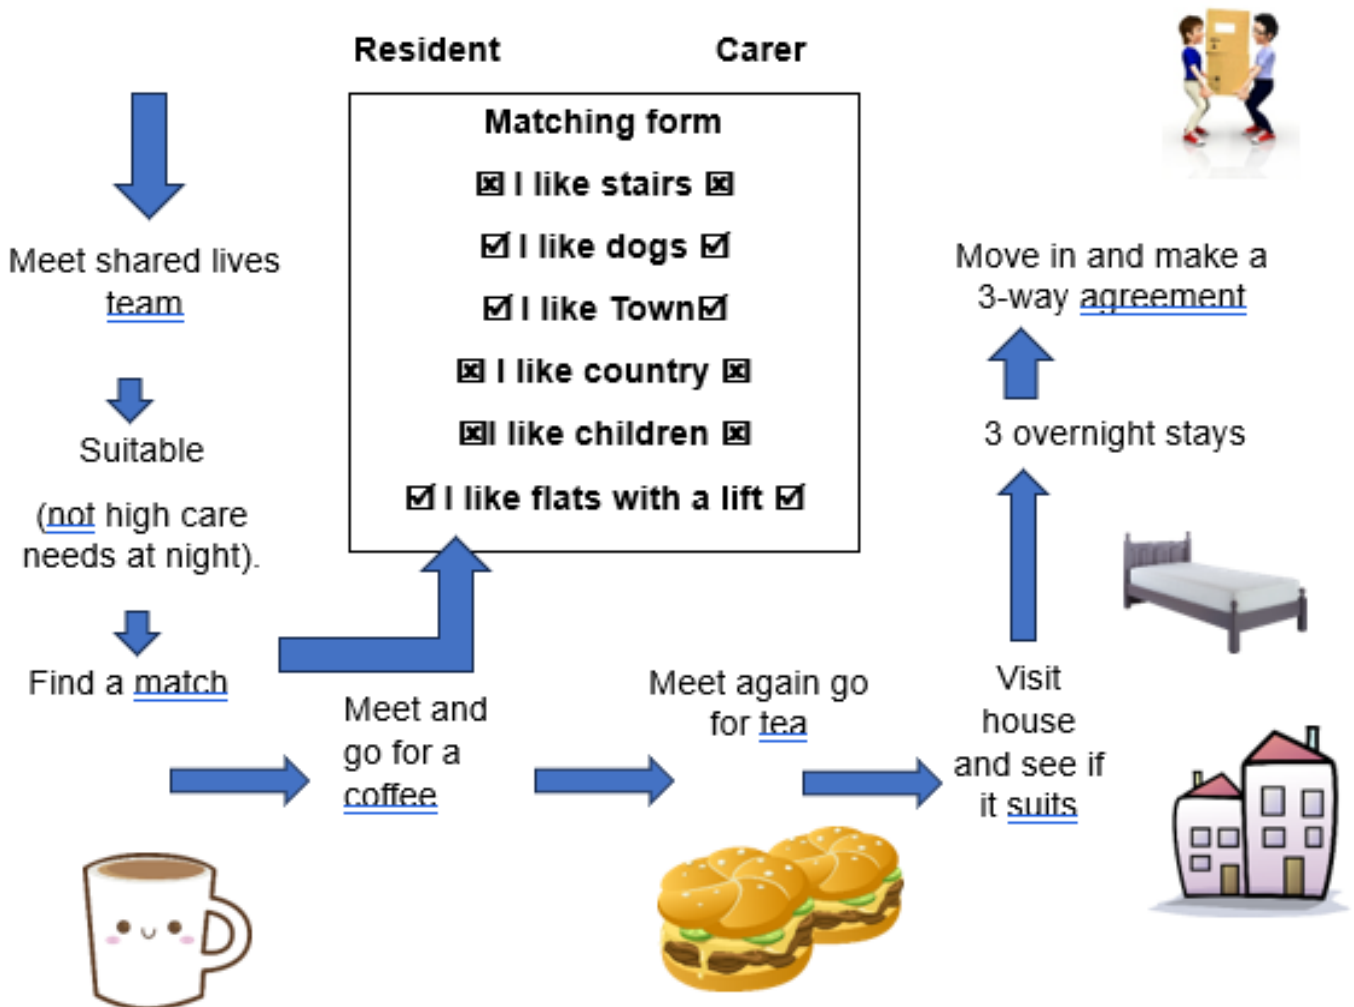 Resident Carer
Matching form
☒ I like stairs ☒
☑ I like dogs ☑
☑ I like Town☑
☒ I like country ☒
☒I like children ☒
☑ I like flats with a lift ☑
Meet shared lives
team
Suitable
(not high care
needs at night).
Find a match
Meet and
go for a
coffee
Meet again go
for tea
Visit
house
and see if
it suits
3 overnight stays
Move in and make a
3-way agreement